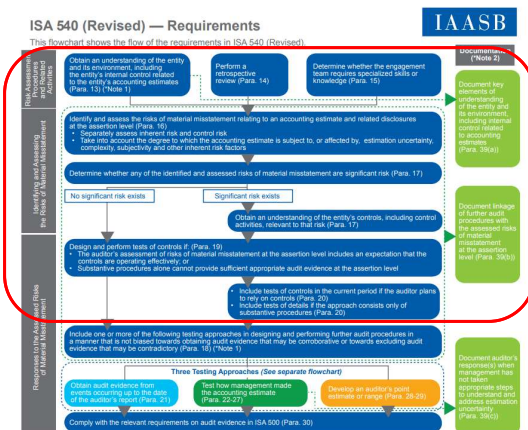 ISA 540 (Revised) — Requirements
IAASB
This flowchart shows the flow of the requirements in ISA 540 (Revised).
Risk Assessment
Procedures
and Related
Activities
Obtain an understanding of the entity
and its environment, including
the entity's internal control related
to the entity's accounting estimates
(Para. 13) (*Note 1)
Perform a
retrospective
review (Para. 14)
Determine whether the engagement
team requires specialized skills or
knowledge (Para. 15)
Documentation
(*Note 2)
Document key
elements of
understanding
of the entity
and its
environment,
including internal
control related
to accounting
estimates
(Para. 39(a))
Identifying and Assessing
the Risks of Material Misstatement
Identify and assess the risks of material misstatement relating to an accounting estimate and related disclosures
at the assertion level (Para. 16)
• Separately assess inherent risk and control risk
• Take into account the degree to which the accounting estimate is subject to, or affected by, estimation uncertainty,
complexity, subjectivity and other inherent risk factors
Determine whether any of the identified and assessed risks of material misstatement are significant risk (Para. 17)
No significant risk exists
Significant risk exists
Obtain an understanding of the entity's controls, including control
activities, relevant to that risk (Para. 17)
Document linkage
of further audit
procedures with
the assessed risks
of material
misstatement
at the assertion
level (Para. 39(b))
Responses to the Assessed Risks
of Material Misstatement
Design and perform tests of controls if: (Para. 19)
• The auditor's assessment of risks of material misstatement at the assertion level includes an expectation that the
controls are operating effectively; or
• Substantive procedures alone cannot provide sufficient appropriate audit evidence at the assertion level
• Include tests of controls in the current period if the auditor plans
to rely on controls (Para. 20)
• Include tests of details if the approach consists only of
substantive procedures (Para. 20)
Include one or more of the following testing approaches in designing and performing further audit procedures in
a manner that is not biased towards obtaining audit evidence that may be corroborative or towards excluding audit
evidence that may be contradictory (Para. 18) (*Note 1)
Three Testing Approaches (See separate flowchart)
Obtain audit evidence from
events occurring up to the date
of the auditor's report (Para. 21)
Test how management made
the accounting estimate
(Para. 22-27)
Develop an auditor's point
estimate or range (Para. 28-29)
Document auditor's
response(s) when
management has
not taken
appropriate steps
to understand and
address estimation
uncertainty
(Para. 39(c))
Comply with the relevant requirements on audit evidence in ISA 500 (Para. 30)